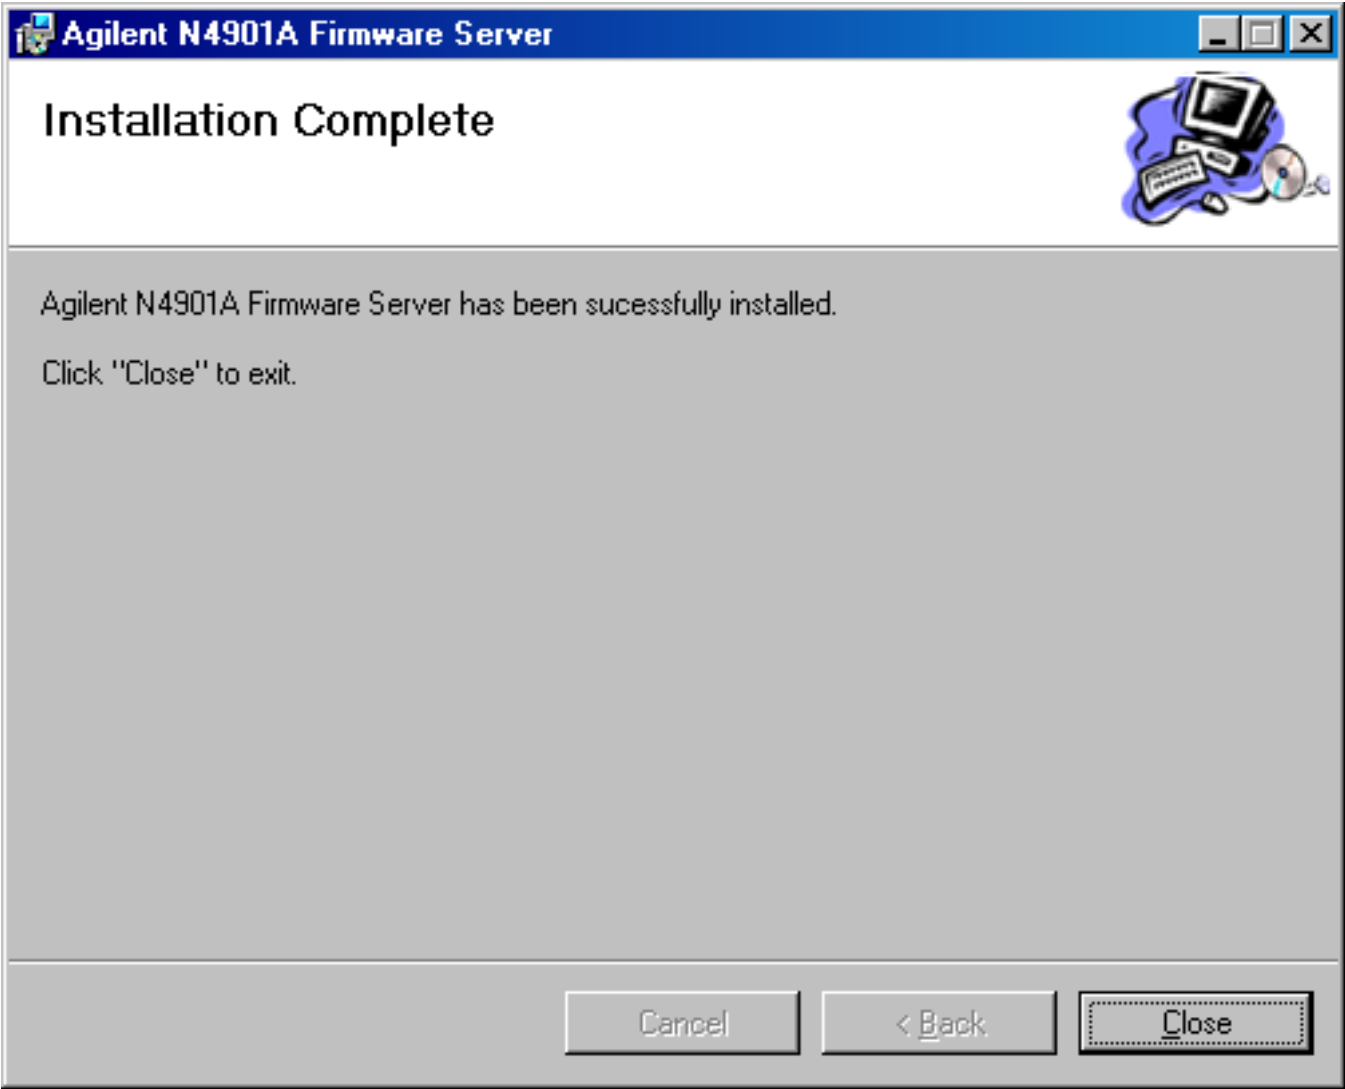 Agilent N4901A Firmware Server
Installation Complete
Agilent N4901A Firmware Server has been sucessfully installed.
Click "Close" to exit.
Cancel
< Back
Close